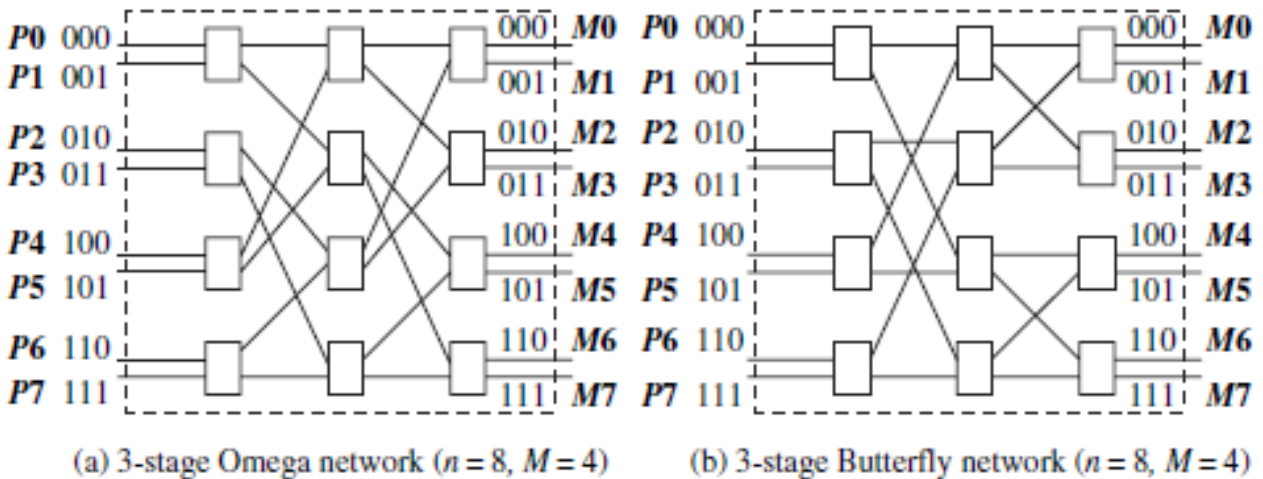 P0 000 000 M0 P0 000 000 M0
P1 001 001 M1 P1 001 001 M1
P2 010 010 M2 P2 010 010 M2
P3 011 011 M3 P3 011 011 M3
P4 100 100 M4 P4 100 100 M4
P5 101 101 M5 P5 101 101 M5
P6 110 110 M6 P6 110 110 M6
P7 111 111 M7 P7 111 111 M7
(a) 3-stage Omega network (n = 8, M = 4) (b) 3-stage Butterfly network (n = 8, M = 4)